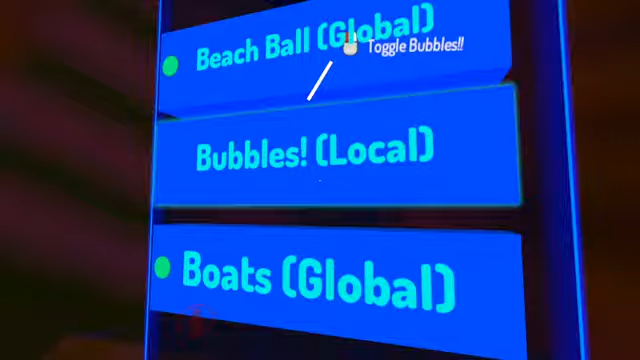 Beach Ball (Global)
Toggle Bubbles!!
Bubbles! (Local)
Boats (Global)